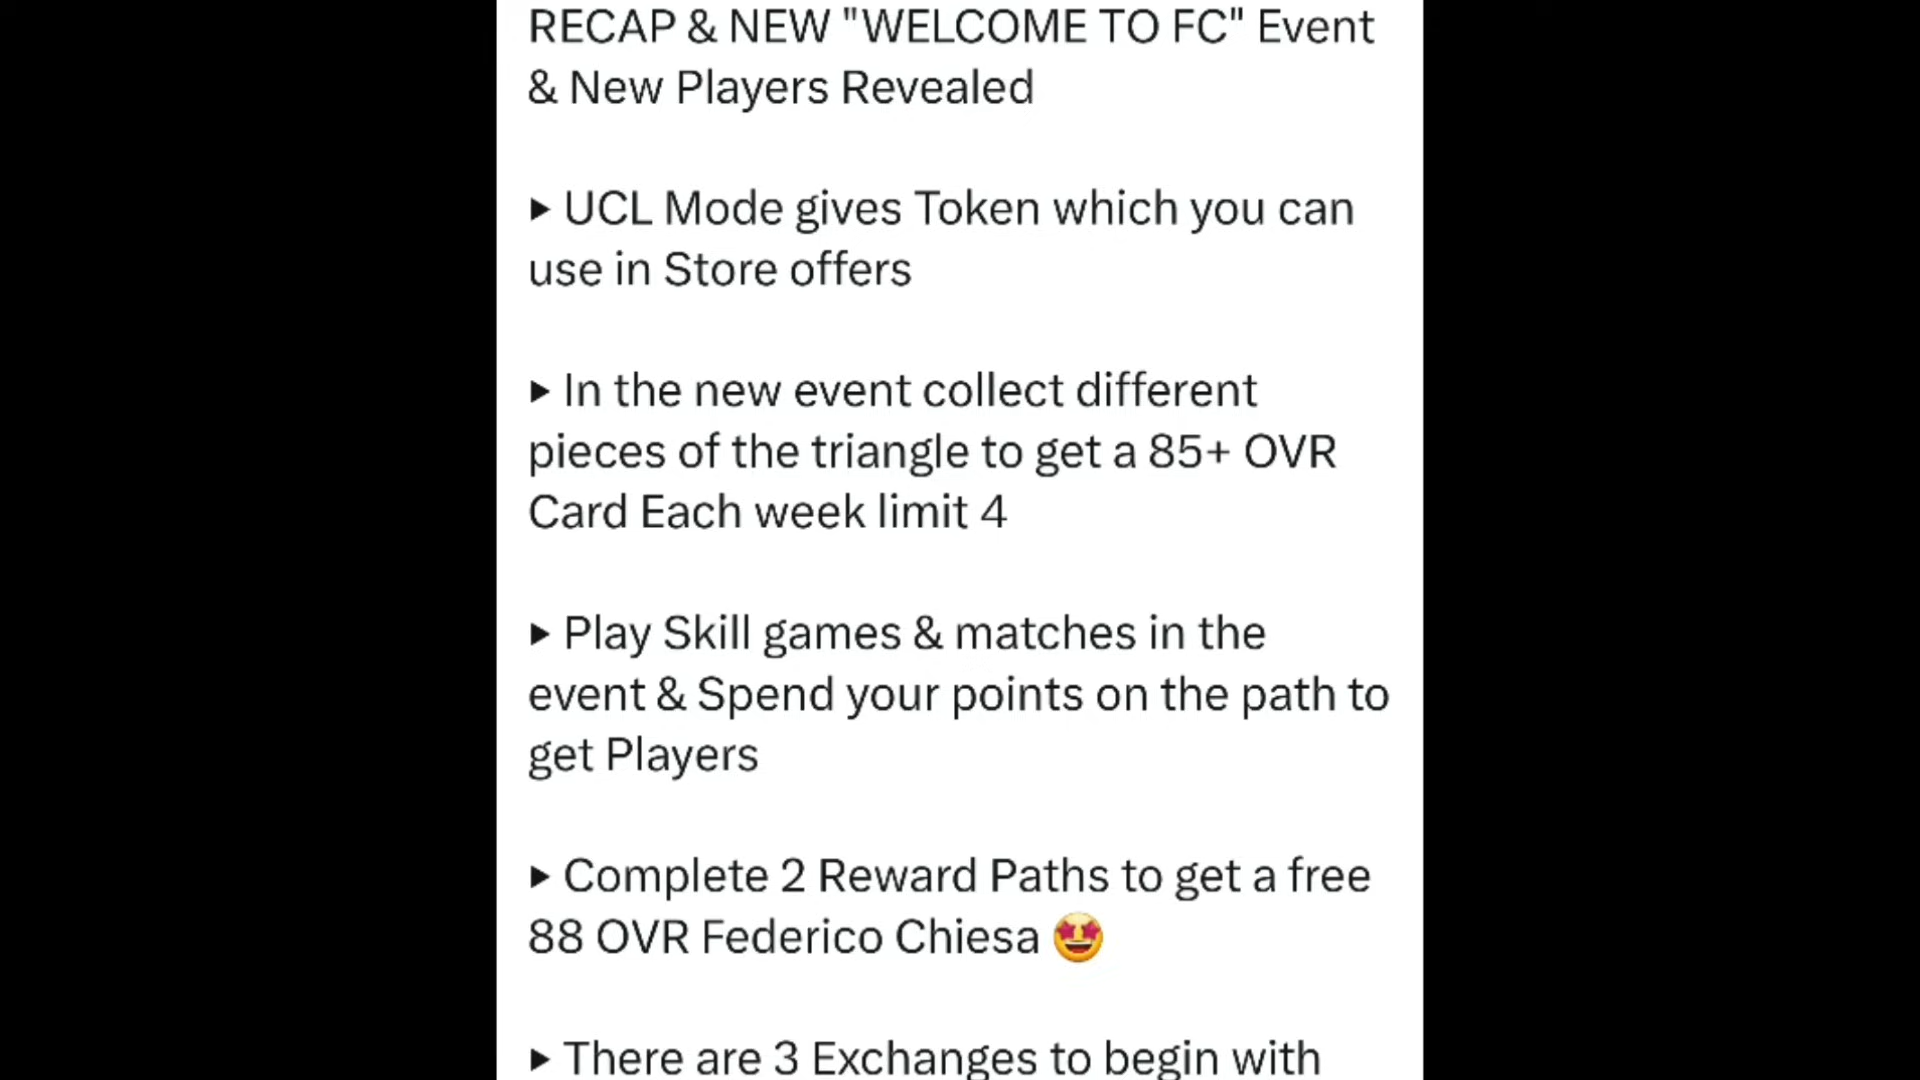 RECAP & NEW "WELCOME TO FC" Event
& New Players Revealed
▶ UCL Mode gives Token which you can
use in Store offers
▶ In the new event collect different
pieces of the triangle to get a 85+ OVR
Card Each week limit 4
▶ Play Skill games & matches in the
event & Spend your points on the path to
get Players
▶ Complete 2 Reward Paths to get a free
88 OVR Federico Chiesa 🤩
▶ There are 3 Exchanges to begin with